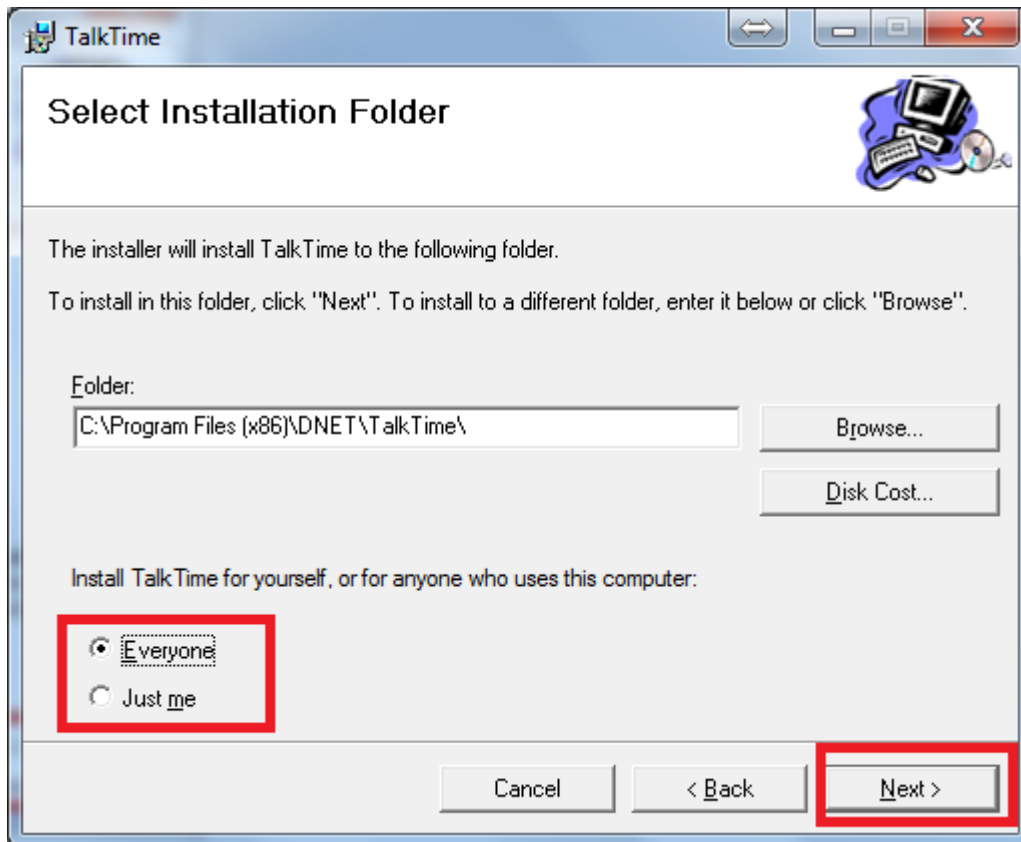 TalkTime
Select Installation Folder
The installer will install TalkTime to the following folder.
To install in this folder, click "Next". To install to a different folder, enter it below or click "Browse".
Folder:
C:\Program Files (x86)\DNET\TalkTime\
Browse...
Disk Cost...
Install TalkTime for yourself, or for anyone who uses this computer:
Everyone
Just me
Cancel
< Back
Next >